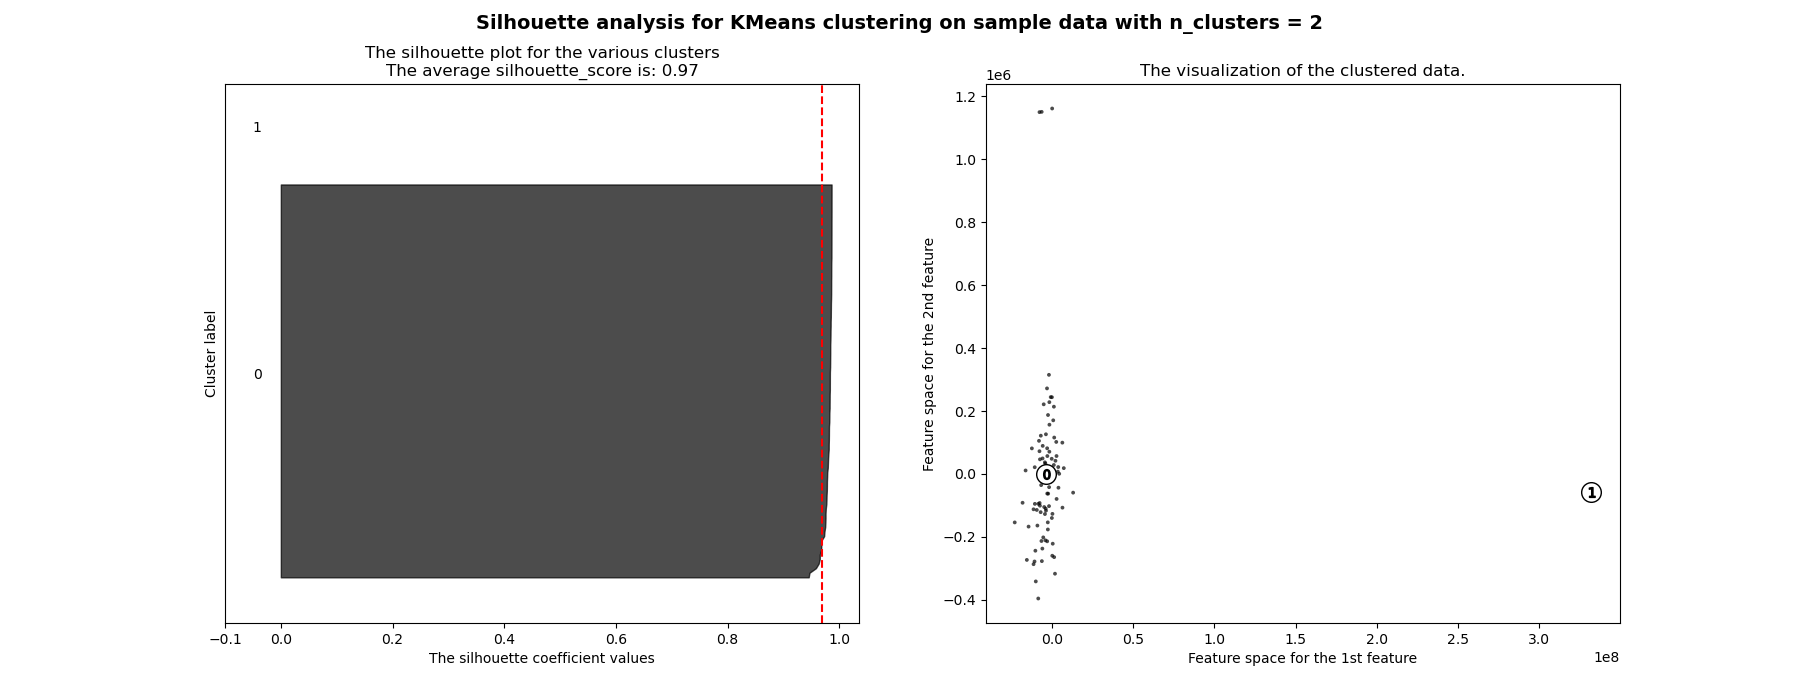 Silhouette analysis for KMeans clustering on sample data with n_clusters = 2
The silhouette plot for the various clusters
The average silhouette_score is: 0.97
1
0
Cluster label
−0.1 0.0 0.2 0.4 0.6 0.8 1.0
The silhouette coefficient values
The visualization of the clustered data.
1e6
1.2
1.0
0.8
0.6
0.4
0.2
0.0
−0.2
−0.4
Feature space for the 2nd feature
0
1
0.0 0.5 1.0 1.5 2.0 2.5 3.0
1e8
Feature space for the 1st feature